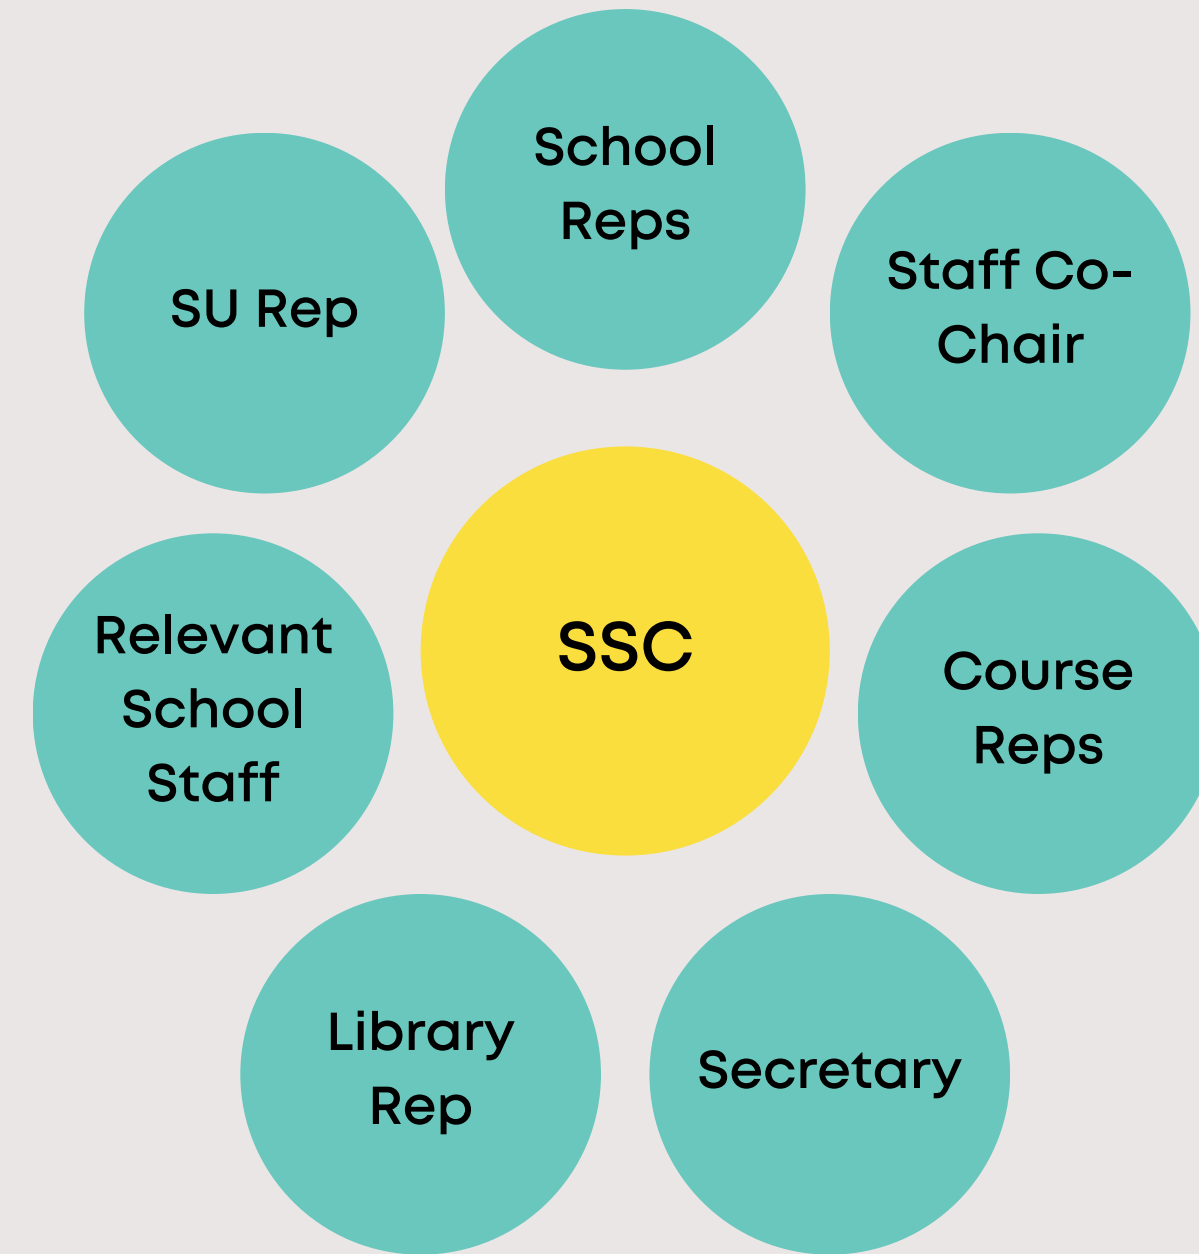 School
Reps
SU Rep
Staff Co-
Chair
SSC
Relevant
School
Staff
Course
Reps
Library
Rep
Secretary